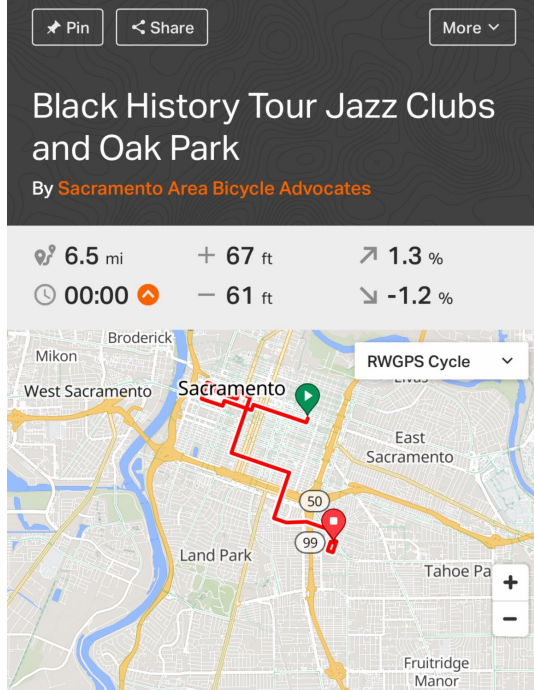 Pin
Share
More
Black History Tour Jazz Clubs
and Oak Park
By Sacramento Area Bicycle Advocates
6.5 mi
+ 67 ft
1.3 %
00:00
− 61 ft
-1.2 %
Broderick
Mikon
RWGPS Cycle
West Sacramento
Sacramento
East
Sacramento
50
99
Land Park
Tahoe Pa
+
−
Fruitridge
Manor